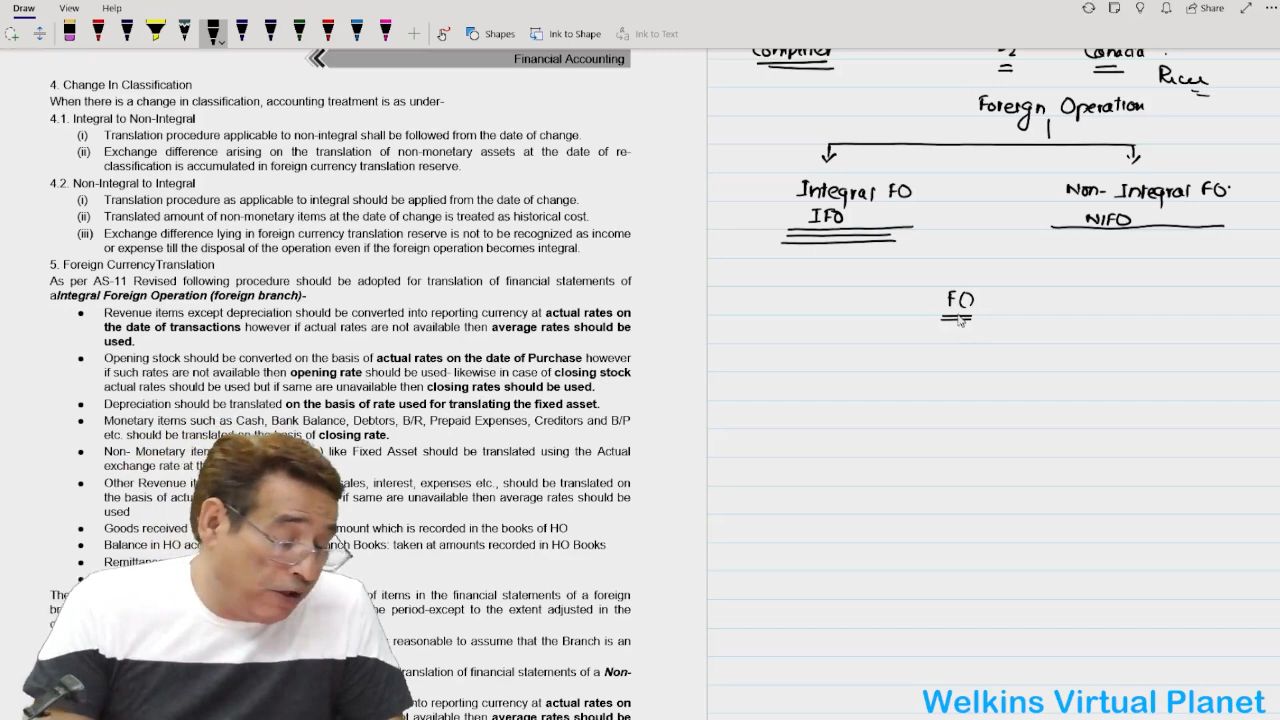 Draw View Help
Share
Shapes Ink to Shape Ink to Text
Financial Accounting
4. Change In Classification
When there is a change in classification, accounting treatment is as under-
4.1. Integral to Non-Integral
(i) Translation procedure applicable to non-integral shall be followed from the date of change.
(ii) Exchange difference arising on the translation of non-monetary assets at the date of re-
classification is accumulated in foreign currency translation reserve.
4.2. Non-Integral to Integral
(i) Translation procedure as applicable to integral should be applied from the date of change.
(ii) Translated amount of non-monetary items at the date of change is treated as historical cost.
(iii) Exchange difference lying in foreign currency translation reserve is not to be recognized as income
or expense till the disposal of the operation even if the foreign operation becomes integral.
5. Foreign CurrencyTranslation
As per AS-11 Revised following procedure should be adopted for translation of financial statements of
aIntegral Foreign Operation (foreign branch)-
• Revenue items except depreciation should be converted into reporting currency at actual rates on
the date of transactions however if actual rates are not available then average rates should be
used.
• Opening stock should be converted on the basis of actual rates on the date of Purchase however
if such rates are not available then opening rate should be used- likewise in case of closing stock
actual rates should be used but if same are unavailable then closing rates should be used.
• Depreciation should be translated on the basis of rate used for translating the fixed asset.
• Monetary items such as Cash, Bank Balance, Debtors, B/R, Prepaid Expenses, Creditors and B/P
etc. should be translated on the basis of closing rate.
• Non- Monetary like Fixed Asset should be translated using the Actual
exchange rate at
• Other Revenue sales, interest, expenses etc., should be translated on
the basis of if same are unavailable then average rates should be
used
• Goods received amount which is recorded in the books of HO
• Balance in HO Books: taken at amounts recorded in HO Books
•
of items in the financial statements of a foreign
the period-except to the extent adjusted in the
reasonable to assume that the Branch is an
translation of financial statements of a Non-
into reporting currency at actual rates on
available then average rates should be
Computer Canada
Foreign Operation
Integral FO Non-Integral FO
IFO NIFO
FO
Welkins Virtual Planet